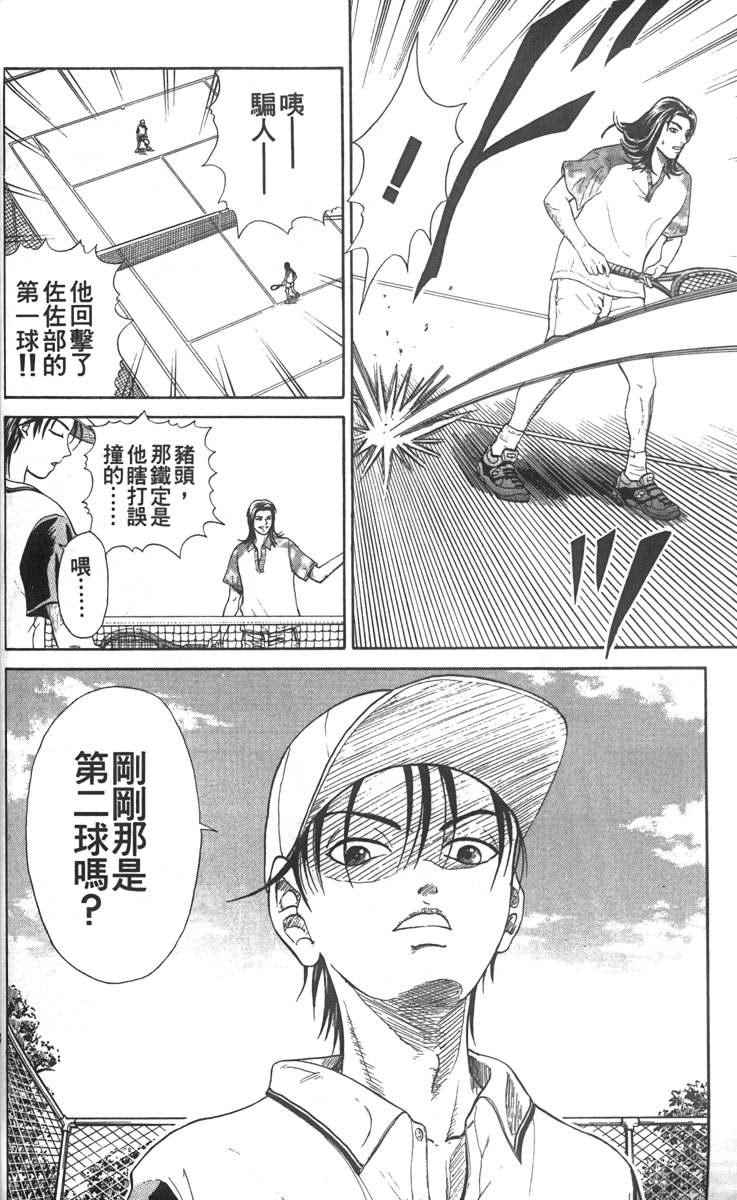 ！
咦──
騙人──
他回擊了
佐佐部的
第一球!!
豬頭，
那鐵定是
他瞎打誤
撞的……
喂……
剛剛那是
第二球嗎？